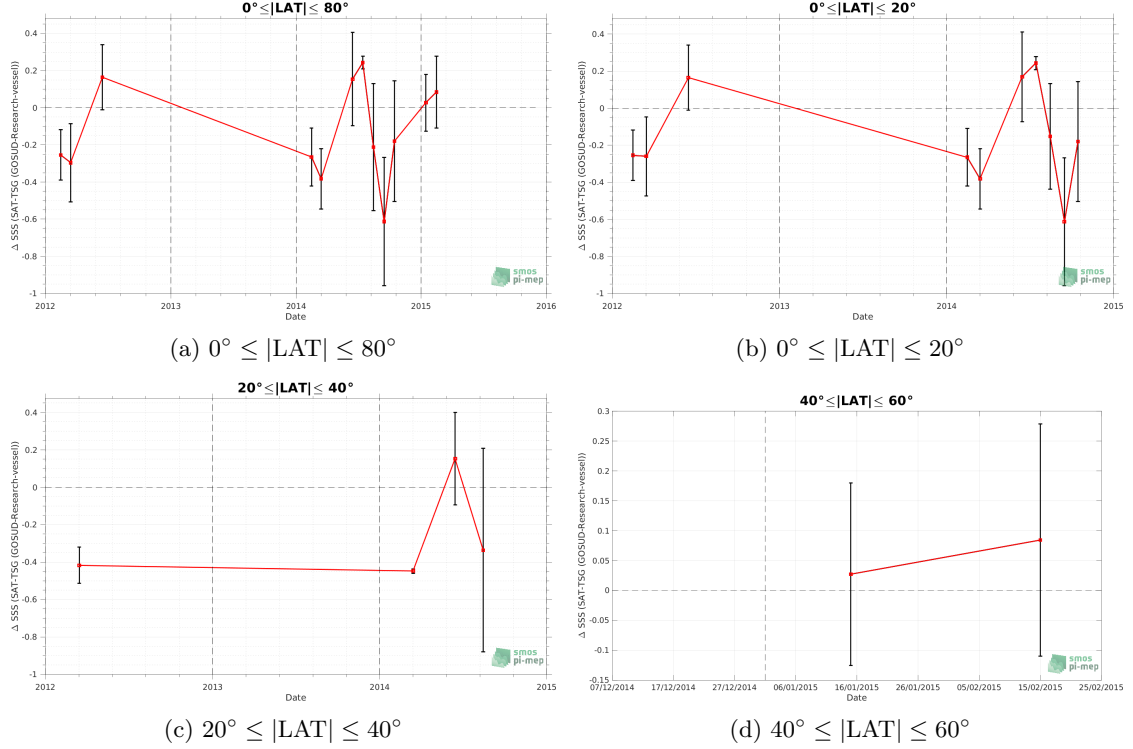 0°≤|LAT|≤ 80°
Δ SSS (SAT-TSG (GOSUD-Research-vessel))
0.4
0.2
0
-0.2
-0.4
-0.6
-0.8
-1
2012
2013
2014
2015
2016
Date
smos
pi-mep
(a) 0° ≤ |LAT| ≤ 80°
0°≤|LAT|≤ 20°
Δ SSS (SAT-TSG (GOSUD-Research-vessel))
0.4
0.2
0
-0.2
-0.4
-0.6
-0.8
-1
2012
2013
2014
2015
Date
smos
pi-mep
(b) 0° ≤ |LAT| ≤ 20°
20°≤|LAT|≤ 40°
Δ SSS (SAT-TSG (GOSUD-Research-vessel))
0.4
0.2
0
-0.2
-0.4
-0.6
-0.8
-1
2012
2013
2014
2015
Date
smos
pi-mep
(c) 20° ≤ |LAT| ≤ 40°
40°≤|LAT|≤ 60°
Δ SSS (SAT-TSG (GOSUD-Research-vessel))
0.3
0.25
0.2
0.15
0.1
0.05
0
-0.05
-0.1
-0.15
07/12/2014
17/12/2014
27/12/2014
06/01/2015
16/01/2015
26/01/2015
05/02/2015
15/02/2015
25/02/2015
Date
smos
pi-mep
(d) 40° ≤ |LAT| ≤ 60°